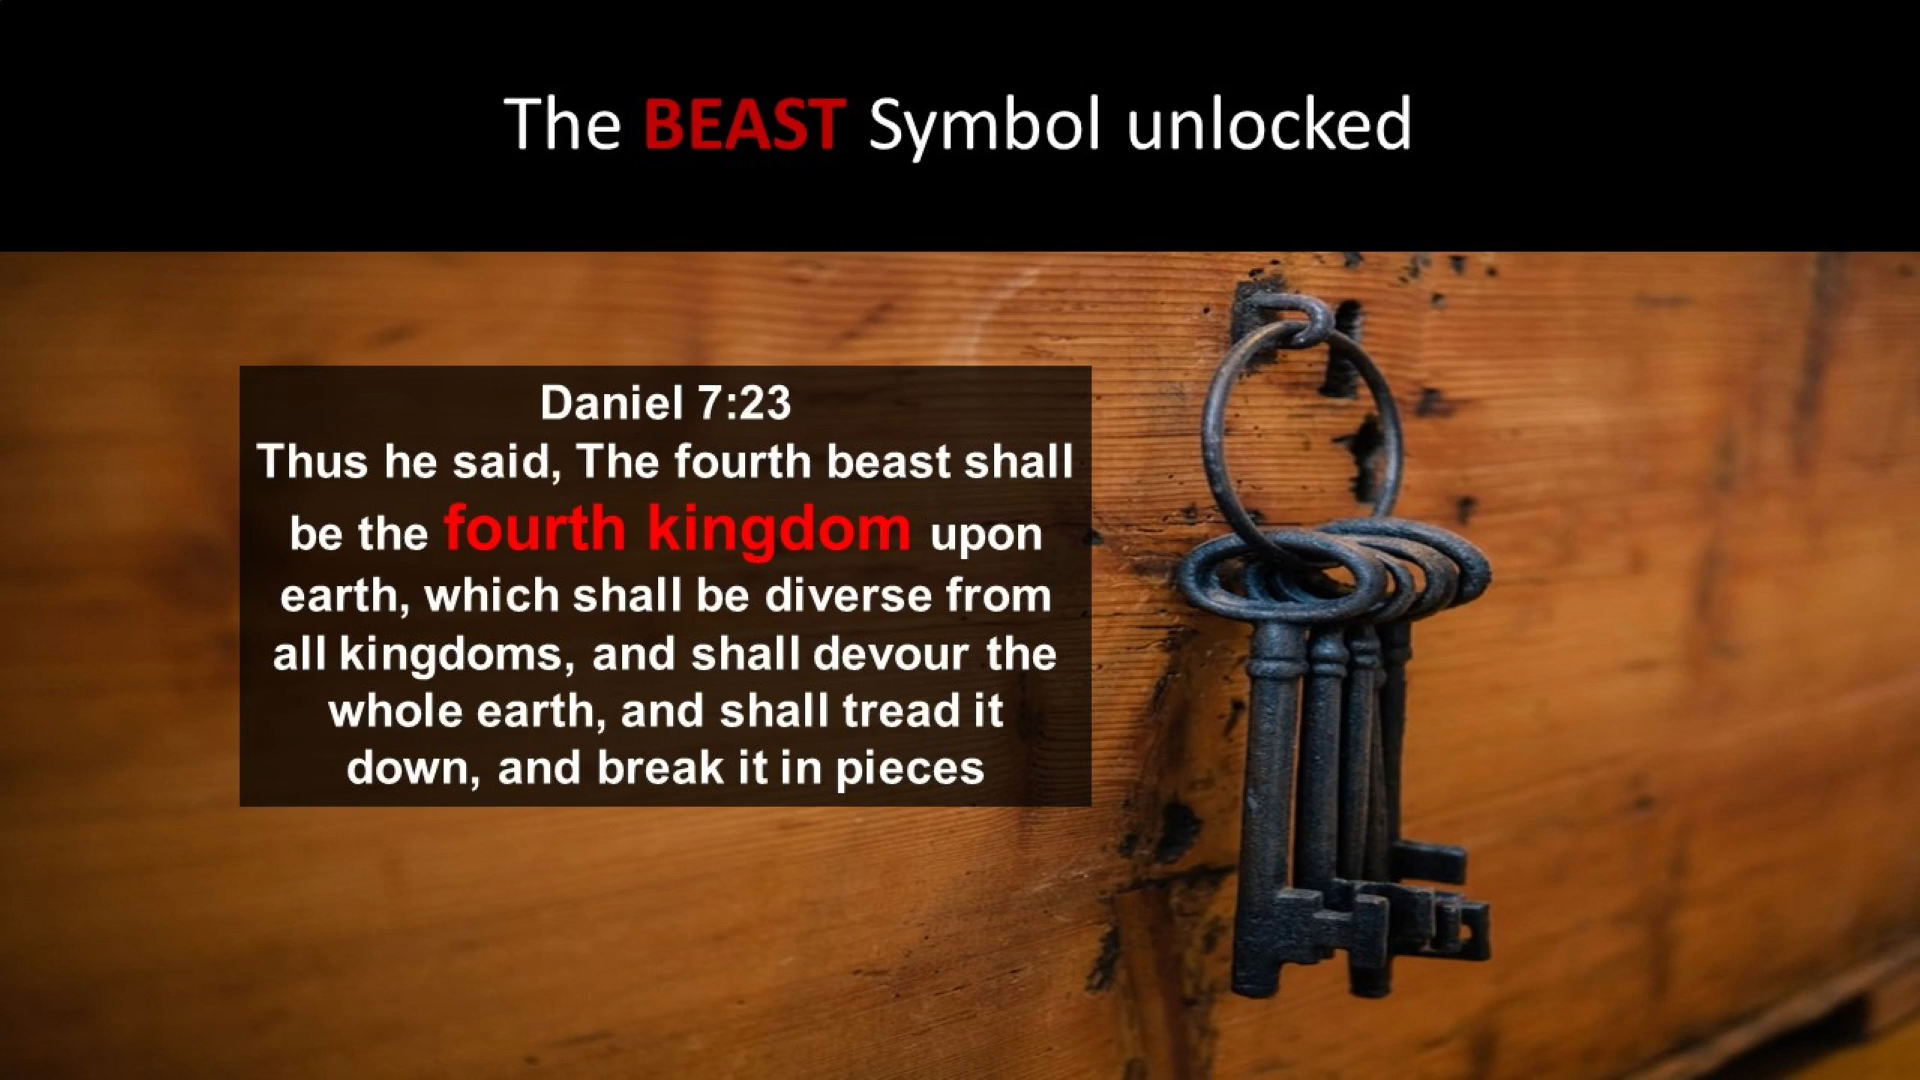 The BEAST Symbol unlocked
Daniel 7:23
Thus he said, The fourth beast shall
be the fourth kingdom upon
earth, which shall be diverse from
all kingdoms, and shall devour the
whole earth, and shall tread it
down, and break it in pieces